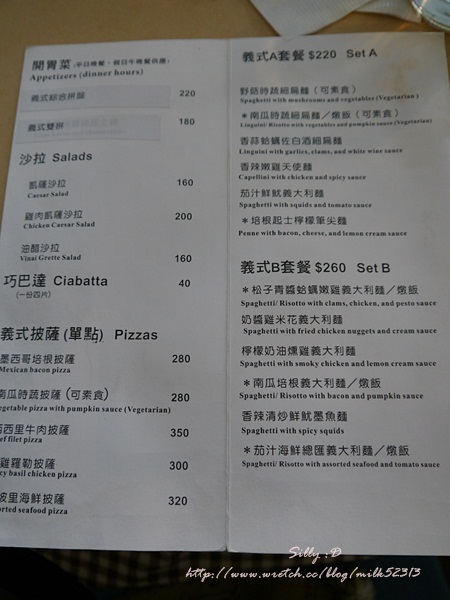 開胃菜 (平日晚餐、假日午晚餐供應)
Appetizers (dinner hours)
義式綜合拼盤 220
義式雙拼 180
沙拉 Salads
凱薩沙拉 160
Caesar Salad
雞肉凱薩沙拉 200
Chicken Caesar Salad
油醋沙拉 160
Vinai Grette Salad
巧巴達 Ciabatta 40
(一份四片)
義式披薩 (單點) Pizzas
墨西哥培根披薩 280
Mexican bacon pizza
南瓜時蔬披薩 (可素食) 280
egetable pizza with pumpkin sauce (Vegetarian)
西里牛肉披薩 350
ef filet pizza
雞羅勒披薩 300
cy basil chicken pizza
坡里海鮮披薩 320
orted seafood pizza
義式A套餐 $220 Set A
野菇時蔬細扁麵（可素食）
Spaghetti with mushrooms and vegetables (Vegetarian)
＊南瓜時蔬細扁麵／燉飯（可素食）
Linguini/ Risotto with vegetables and pumpkin sauce (Vegetarian)
香蒜蛤蠣佐白酒細扁麵
Linguini with garlics, clams, and white wine sauce
香辣嫩雞天使麵
Capellini with chicken and spicy sauce
茄汁鮮魷義大利麵
Spaghetti with squids and tomato sauce
＊培根起士檸檬筆尖麵
Penne with bacon, cheese, and lemon cream sauce
義式B套餐 $260 Set B
＊松子青醬蛤蠣嫩雞義大利麵／燉飯
Spaghetti/ Risotto with clams, chicken, and pesto sauce
奶醬雞米花義大利麵
Spaghetti with fried chicken nuggets and cream sauce
檸檬奶油燻雞義大利麵
Spaghetti with smoky chicken and lemon cream sauce
＊南瓜培根義大利麵／燉飯
Spaghetti/ Risotto with bacon and pumpkin sauce
香辣清炒鮮魷墨魚麵
Spaghetti with spicy squids
＊茄汁海鮮總匯義大利麵／燉飯
Spaghetti/ Risotto with assorted seafood and tomato sauce
Silly :D
http://www.wretch.cc/blog/milk52313